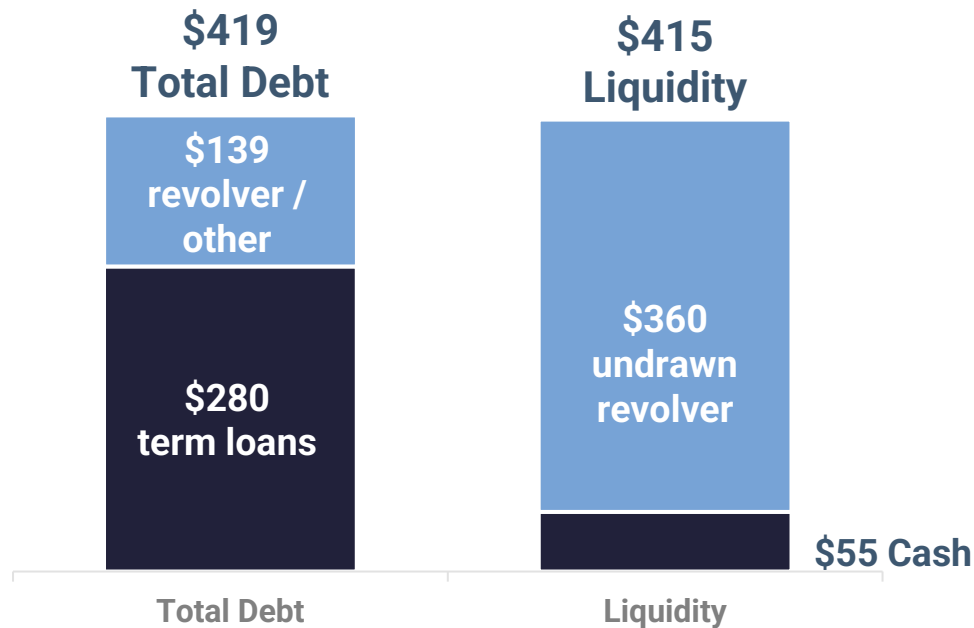 $419
Total Debt
$139
revolver /
other
$280
term loans
Total Debt
$415
Liquidity
$360
undrawn
revolver
$55 Cash
Liquidity